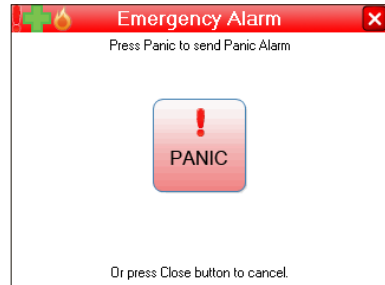 Emergency Alarm
Press Panic to send Panic Alarm
PANIC
Or press Close button to cancel.